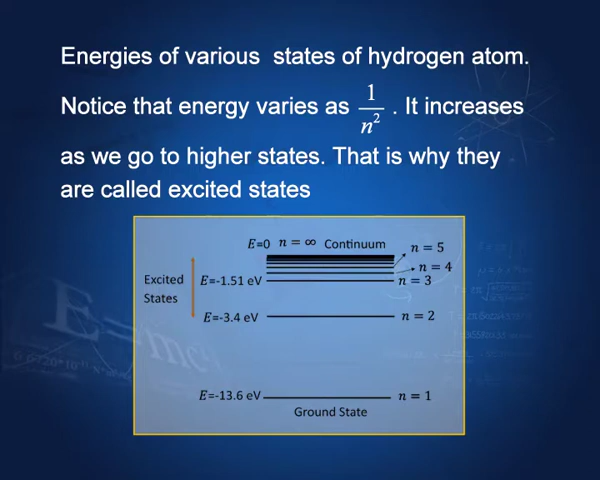 Energies of various states of hydrogen atom.
Notice that energy varies as 1/n². It increases
as we go to higher states. That is why they
are called excited states
E=0 n = ∞ Continuum
n = 5
n = 4
Excited States
E=-1.51 eV n = 3
E=-3.4 eV n = 2
E=-13.6 eV n = 1
Ground State
E=mc²